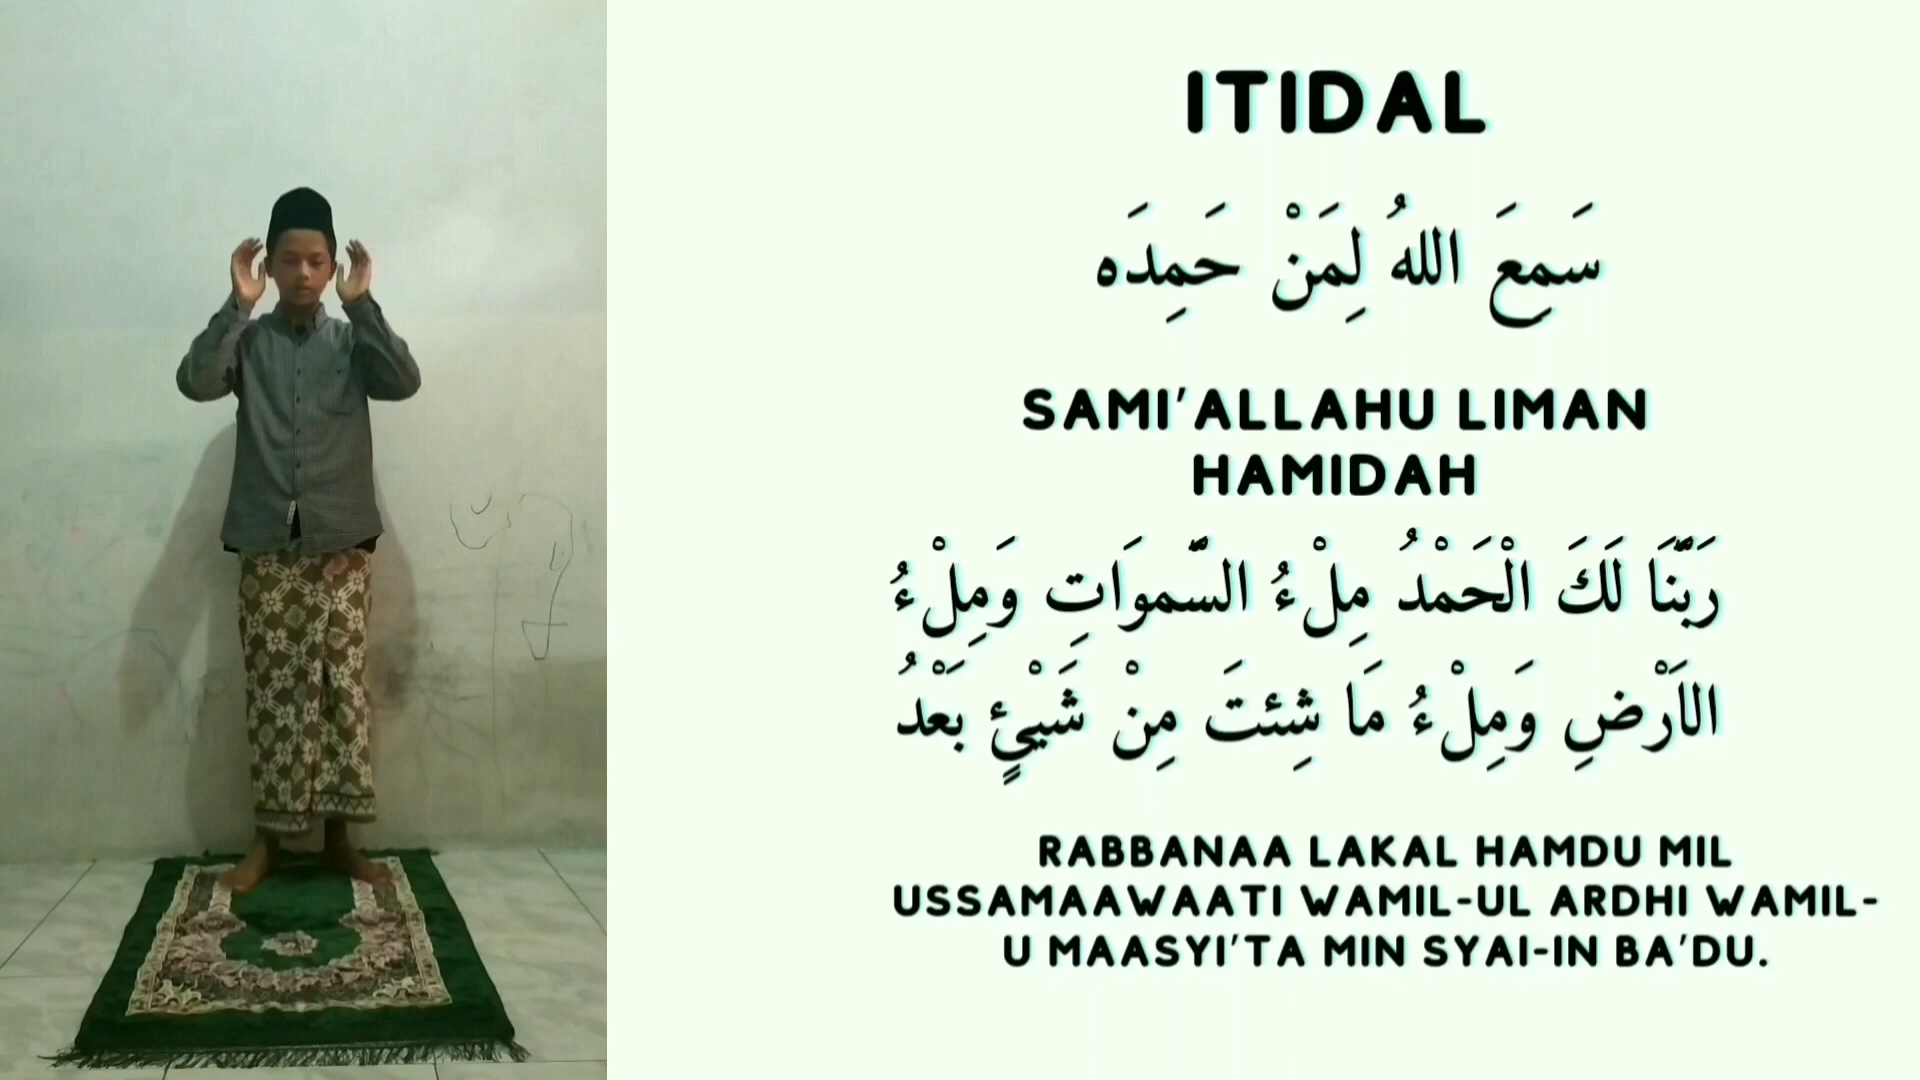 ITIDAL
سَمِعَ اللهُ لِمَنْ حَمِدَه
SAMI'ALLAHU LIMAN
HAMIDAH
رَبَّنَا لَكَ الْحَمْدُ مِلْءُ السَّموَاتِ وَمِلْءُ
الاَرْضِ وَمِلْءُ مَا شِئتَ مِنْ شَيْئٍ بَعْدُ
RABBANAA LAKAL HAMDU MIL
USSAMAAWAATI WAMIL-UL ARDHI WAMIL-
U MAASYI'TA MIN SYAI-IN BA'DU.